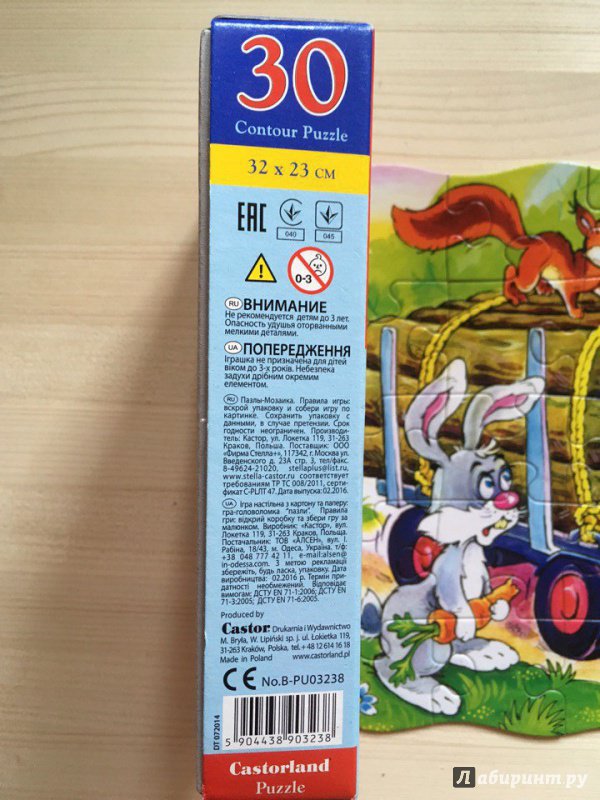 30
Contour Puzzle
32 x 23 см
EAC
040
045
0-3
RU ВНИМАНИЕ
Не рекомендуется детям до 3 лет.
Опасность удушья оторванными
мелкими деталями.
UA ПОПЕРЕДЖЕННЯ
Іграшка не призначена для дітей
віком до 3-х років. Небезпека
задухи дрібним окремим
елементом.
RU Пазлы-Мозаика. Правила игры:
вскрой упаковку и собери игру по
картинке. Сохранить упаковку с
данными, в случае претензии. Срок
годности неограничен. Производи-
тель: Кастор, ул. Локетка 119, 31-263
Краков, Польша. Поставщик: ООО
«Фирма Стелла+», 117342, г. Москва ул.
Введенского д. 23А стр. 3, тел/факс.
8-49624-21020, stellaplus@list.ru,
www.stella-castor.ru соответствует
требованиям ТР ТС 008/2011, сертифи-
кат C-PL/ПТ 47. Дата выпуска: 02.2016.
UA Ігра настільна з картону та паперу:
гра-головоломка "пазли". Правила
гри: відкрий коробку та збери гру за
малюнком. Виробник: «Кастор», вул.
Локетка 119, 31-263 Краков, Польща.
Постачальник: ТОВ «АЛСЕН», вул. І.
Рабіна, 18/43, м. Одеса, Україна, т/ф:
+38 048 777 42 11, e-mail:alsen@
in-odessa.com. З метою рекламації
збережіть, будь ласка, упаковку. Дата
виробництва: 02.2016 р. Термін при-
датності необмежений. Відповідає
вимогам: ДСТУ EN 71-1:2006; ДСТУ EN
71-3:2005; ДСТУ EN 71-6:2005.
Produced by
Castor Drukarnia i Wydawnictwo
M. Bryła, W. Lipiński sp. j. ul. Łokietka 119,
31-263 Kraków, Polska, tel. +48 12 614 16 18
Made in Poland www.castorland.pl
CE No.B-PU03238
DT 072014
5 904438 903238
Castorland
Puzzle
Лабиринт.ру